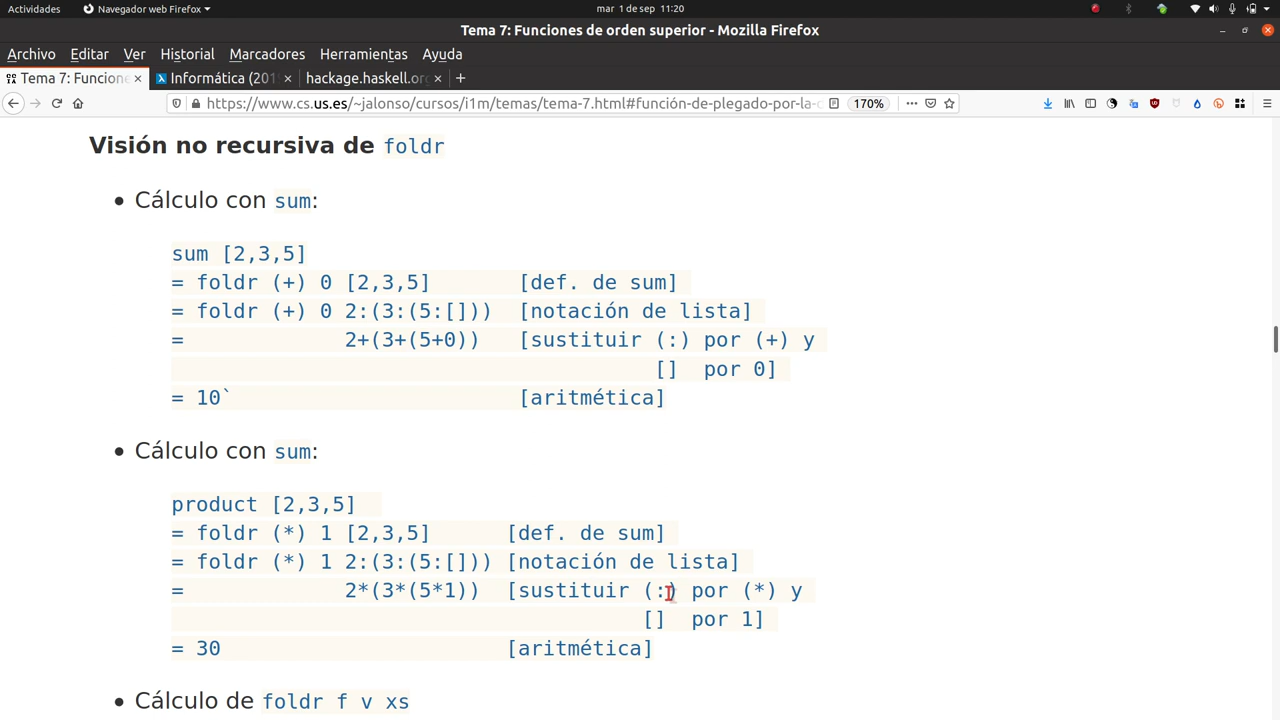 Actividades Navegador web Firefox mar 1 de sep 11:20
Tema 7: Funciones de orden superior - Mozilla Firefox
Archivo Editar Ver Historial Marcadores Herramientas Ayuda
Tema 7: Funcione Informática (201 hackage.haskell.org
https://www.cs.us.es/~jalonso/cursos/i1m/temas/tema-7.html#función-de-plegado-por-la-d 170%
Visión no recursiva de foldr
Cálculo con sum:
sum [2,3,5]
= foldr (+) 0 [2,3,5] [def. de sum]
= foldr (+) 0 2:(3:(5:[])) [notación de lista]
= 2+(3+(5+0)) [sustituir (:) por (+) y
[] por 0]
= 10` [aritmética]
Cálculo con sum:
product [2,3,5]
= foldr (*) 1 [2,3,5] [def. de sum]
= foldr (*) 1 2:(3:(5:[])) [notación de lista]
= 2*(3*(5*1)) [sustituir (:) por (*) y
[] por 1]
= 30 [aritmética]
Cálculo de foldr f v xs